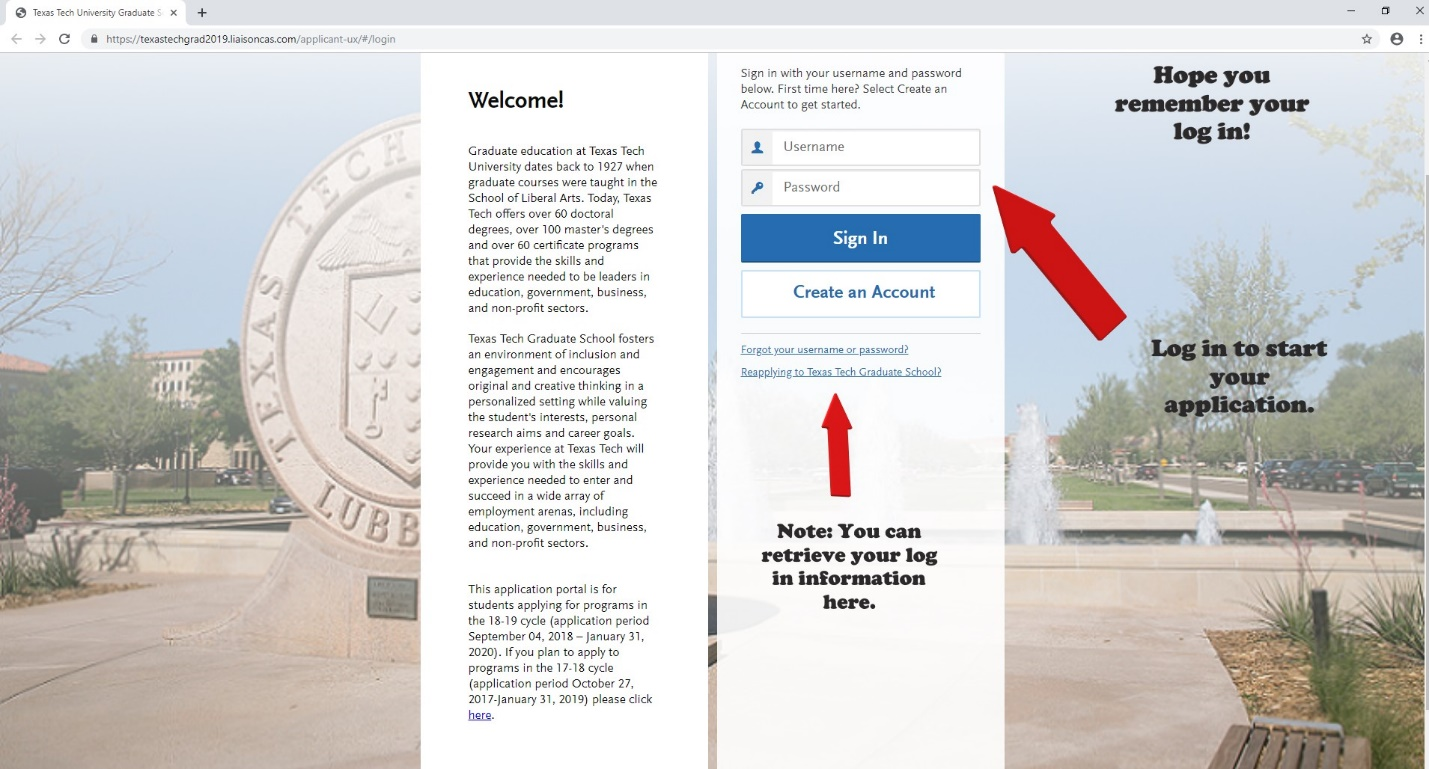 Texas Tech University Graduate S
https://texastechgrad2019.liaisoncas.com/applicant-ux/#/login
Welcome!
Graduate education at Texas Tech
University dates back to 1927 when
graduate courses were taught in the
School of Liberal Arts. Today, Texas
Tech offers over 60 doctoral
degrees, over 100 master's degrees
and over 60 certificate programs
that provide the skills and
experience needed to be leaders in
education, government, business,
and non-profit sectors.
Texas Tech Graduate School fosters
an environment of inclusion and
engagement and encourages
original and creative thinking in a
personalized setting while valuing
the student's interests, personal
research aims and career goals.
Your experience at Texas Tech will
provide you with the skills and
experience needed to enter and
succeed in a wide array of
employment arenas, including
education, government, business,
and non-profit sectors.
This application portal is for
students applying for programs in
the 18-19 cycle (application period
September 04, 2018 – January 31,
2020). If you plan to apply to
programs in the 17-18 cycle
(application period October 27,
2017-January 31, 2019) please click
here.
Sign in with your username and password
below. First time here? Select Create an
Account to get started.
Username
Password
Sign In
Create an Account
Forgot your username or password?
Reapplying to Texas Tech Graduate School?
Note: You can
retrieve your log
in information
here.
Hope you
remember your
log in!
Log in to start
your
application.
TEXAS TECH
LUBB